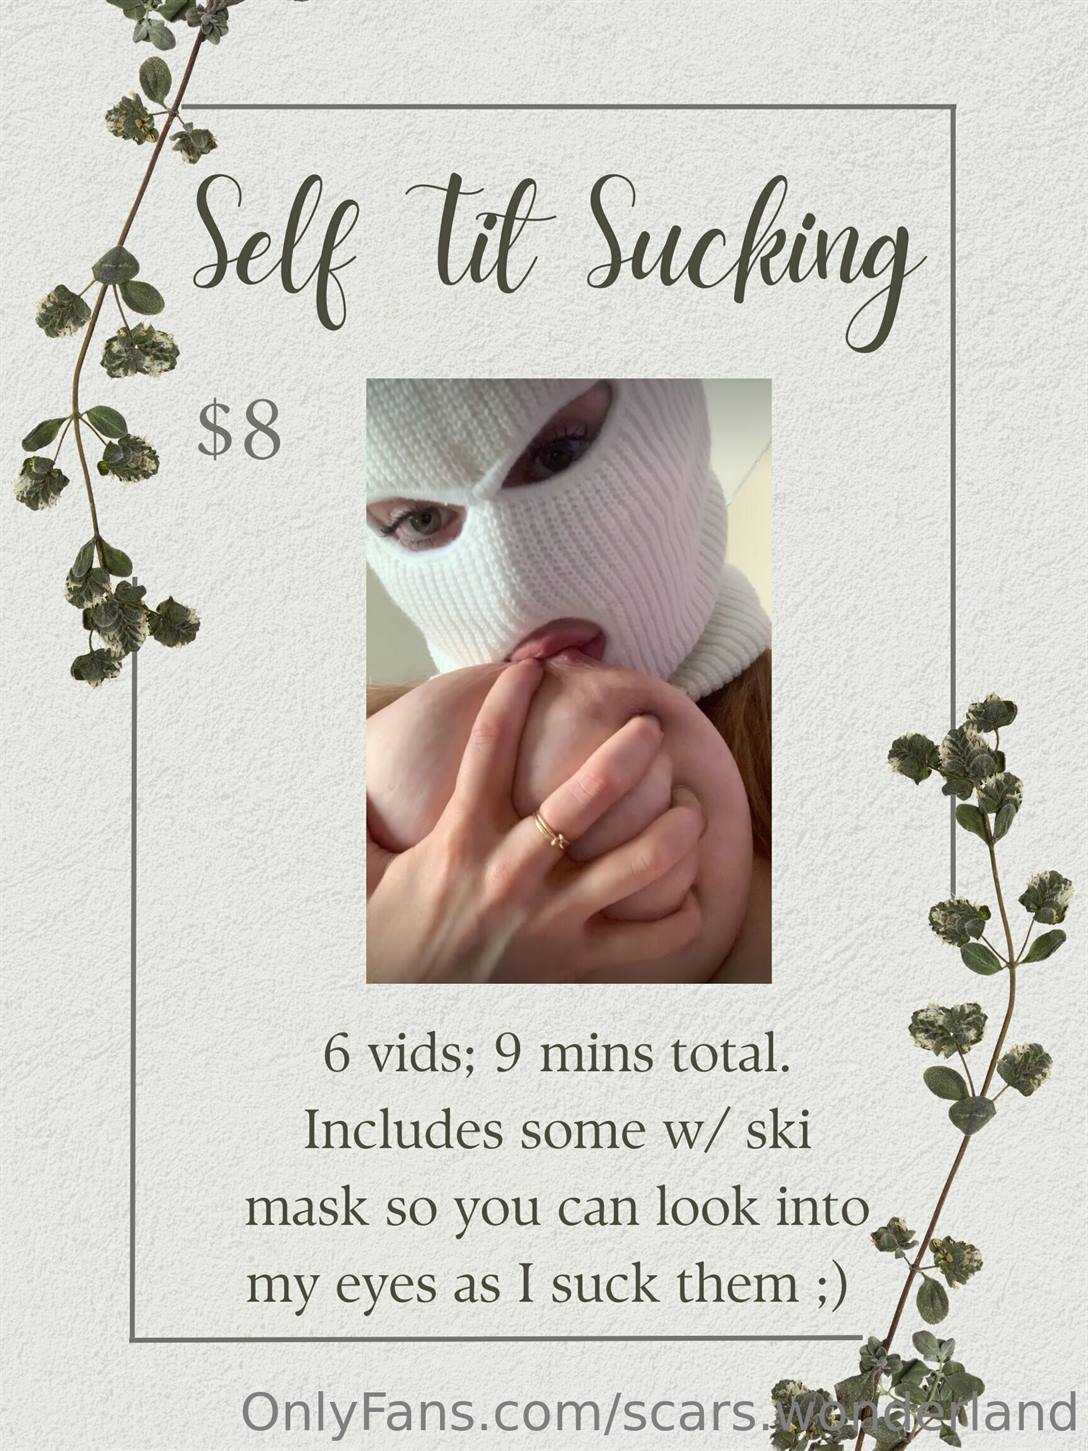 Self Tit Sucking
$8
6 vids; 9 mins total.
Includes some w/ ski
mask so you can look into
my eyes as I suck them ;)
OnlyFans.com/scars.wonderland